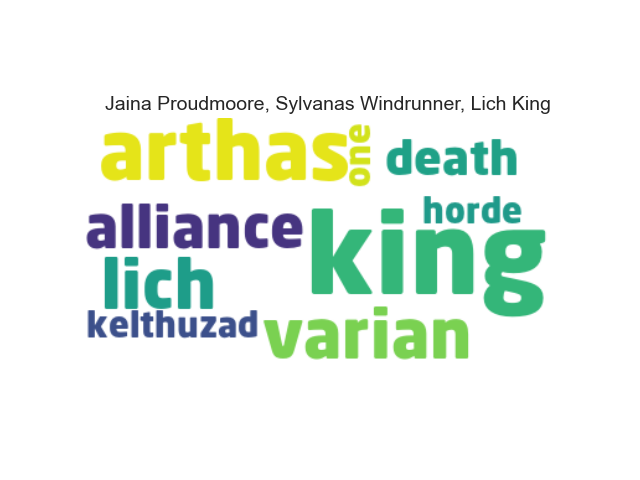 Jaina Proudmoore, Sylvanas Windrunner, Lich King
arthas
one
death
alliance
horde
king
lich
kelthuzad
varian